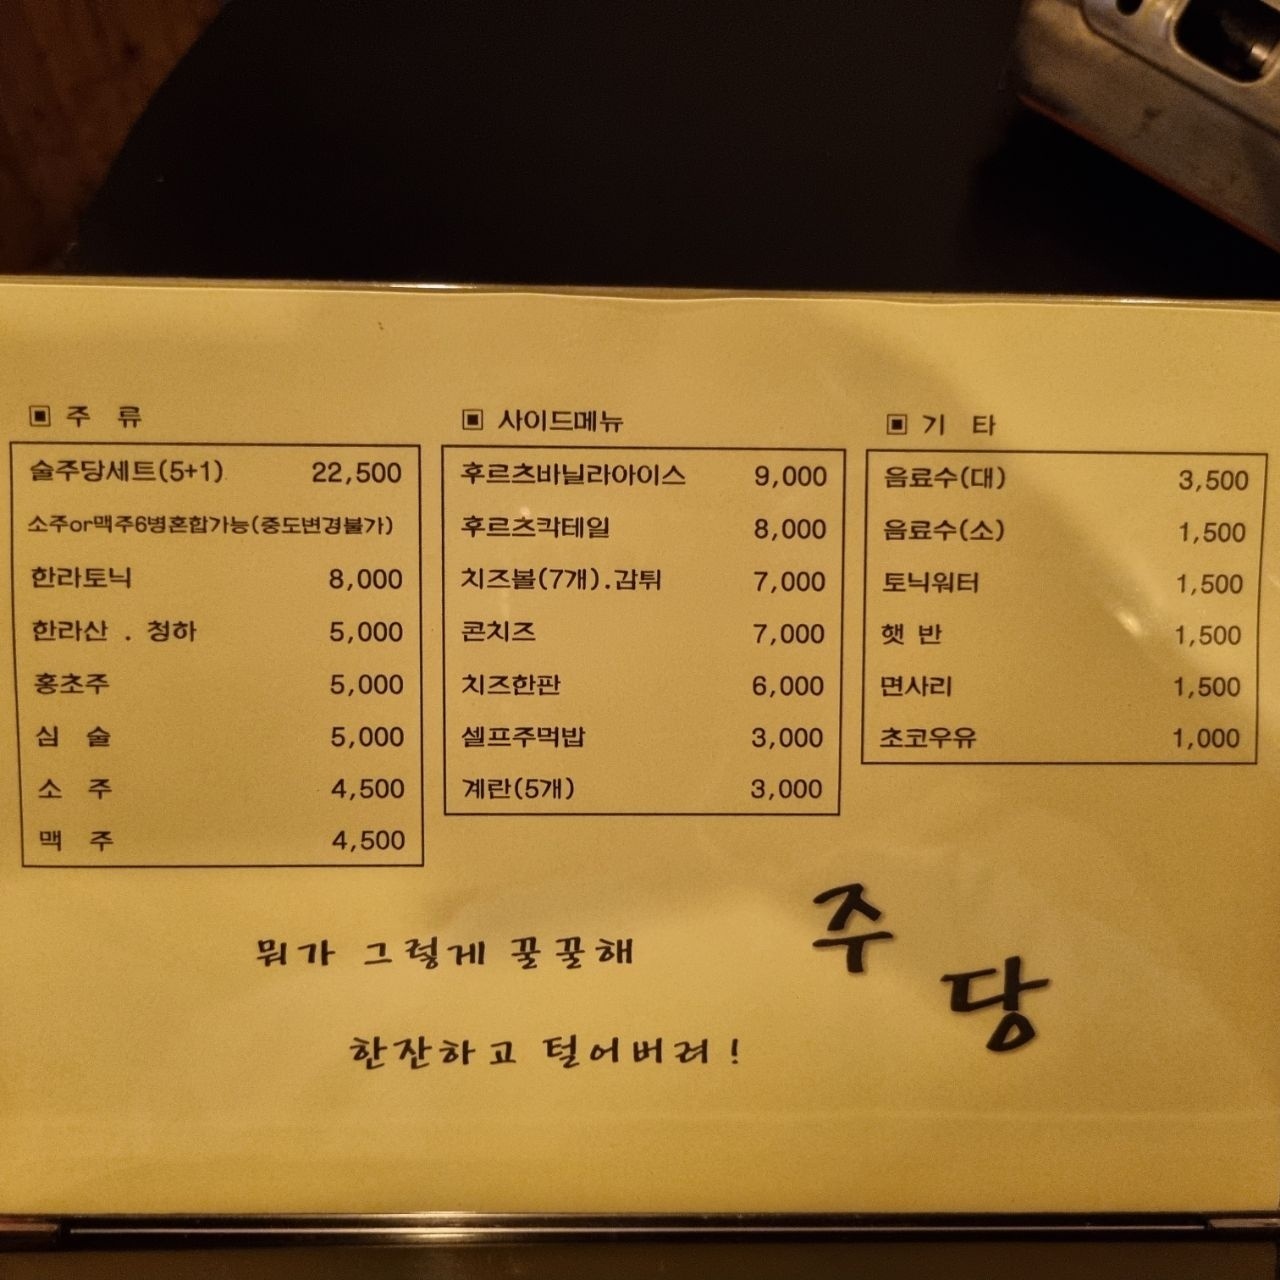 ▣ 주 류
술주당세트(5+1) 22,500
소주or맥주6병혼합가능(중도변경불가)
한라토닉 8,000
한라산 . 청하 5,000
홍초주 5,000
심 술 5,000
소 주 4,500
맥 주 4,500
▣ 사이드메뉴
후르츠바닐라아이스 9,000
후르츠칵테일 8,000
치즈볼(7개).감튀 7,000
콘치즈 7,000
치즈한판 6,000
셀프주먹밥 3,000
계란(5개) 3,000
▣ 기 타
음료수(대) 3,500
음료수(소) 1,500
토닉워터 1,500
햇 반 1,500
면사리 1,500
초코우유 1,000
뭐가 그렇게 꿀꿀해
한잔하고 털어버려 !
주
당